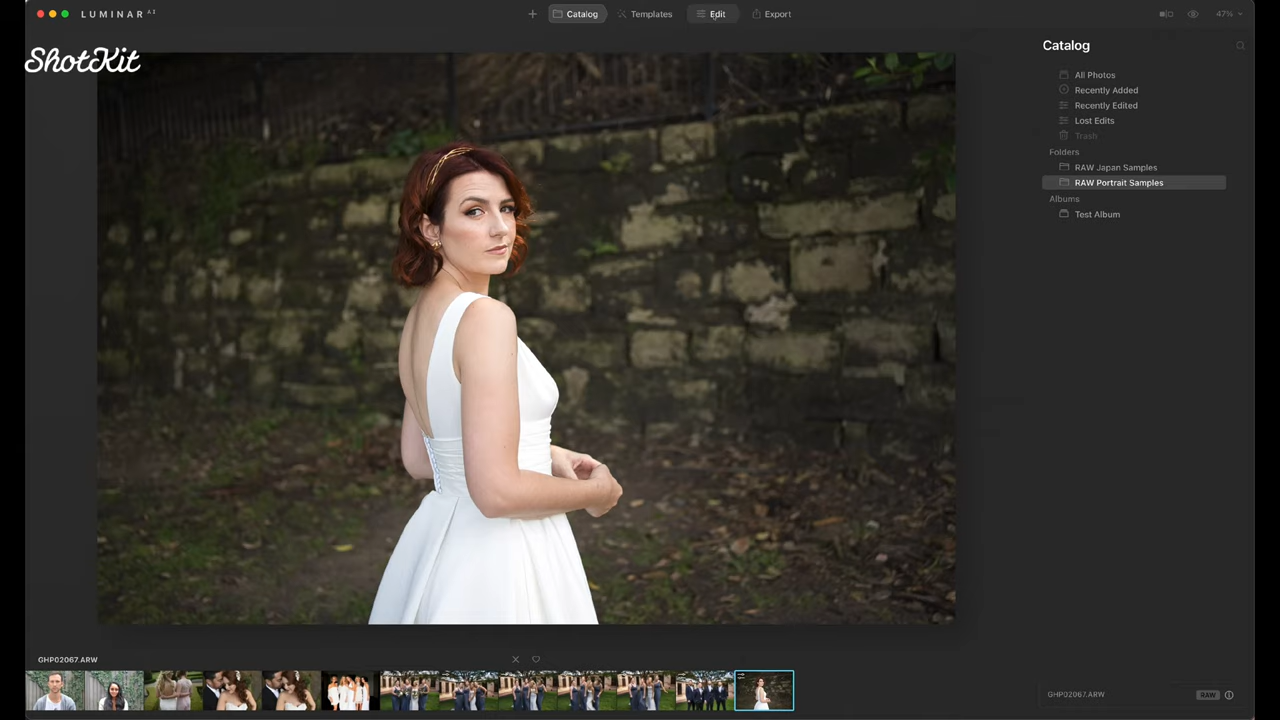 LUMINAR AI
+ Catalog Templates Edit Export
47%
ShotKit
Catalog
All Photos
Recently Added
Recently Edited
Lost Edits
Trash
Folders
RAW Japan Samples
RAW Portrait Samples
Albums
Test Album
GHP02067.ARW
GHP02067.ARW RAW